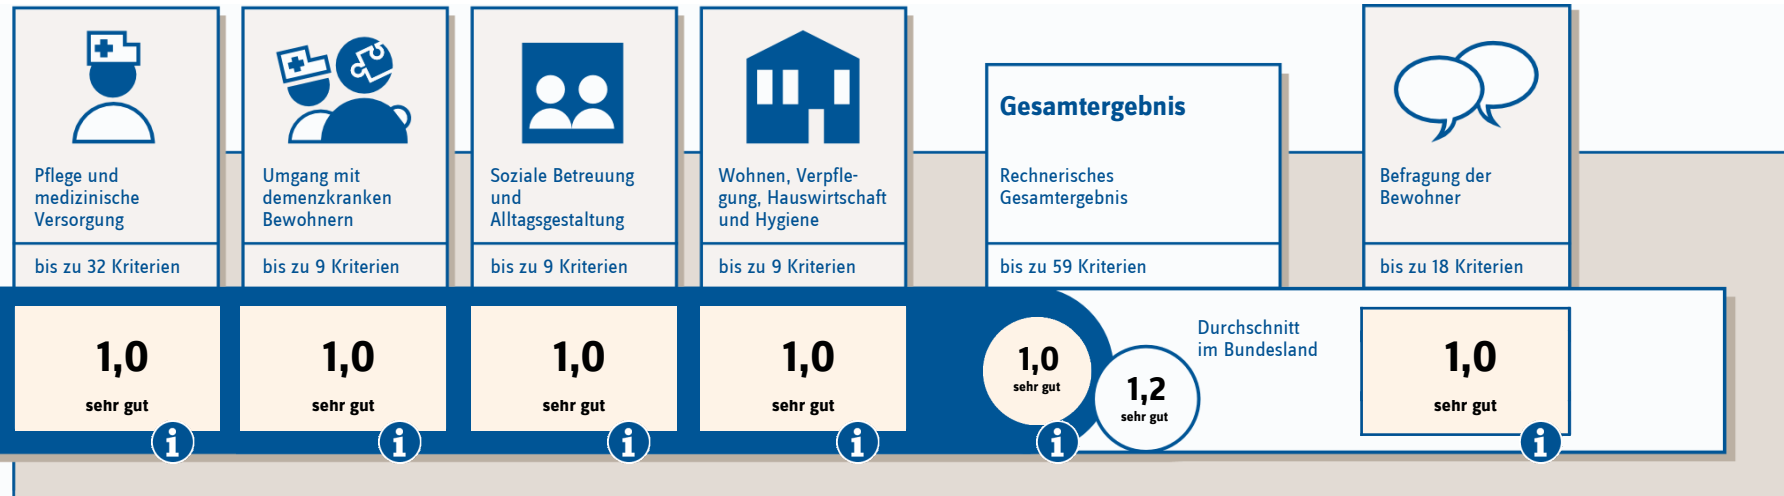 Pflege und
medizinische
Versorgung
bis zu 32 Kriterien
1,0
sehr gut
i
Umgang mit
demenzkranken
Bewohnern
bis zu 9 Kriterien
1,0
sehr gut
i
Soziale Betreuung
und
Alltagsgestaltung
bis zu 9 Kriterien
1,0
sehr gut
i
Wohnen, Verpfle-
gung, Hauswirtschaft
und Hygiene
bis zu 9 Kriterien
1,0
sehr gut
i
Gesamtergebnis
Rechnerisches
Gesamtergebnis
bis zu 59 Kriterien
1,0
sehr gut
i
1,2
sehr gut
Durchschnitt
im Bundesland
Befragung der
Bewohner
bis zu 18 Kriterien
1,0
sehr gut
i